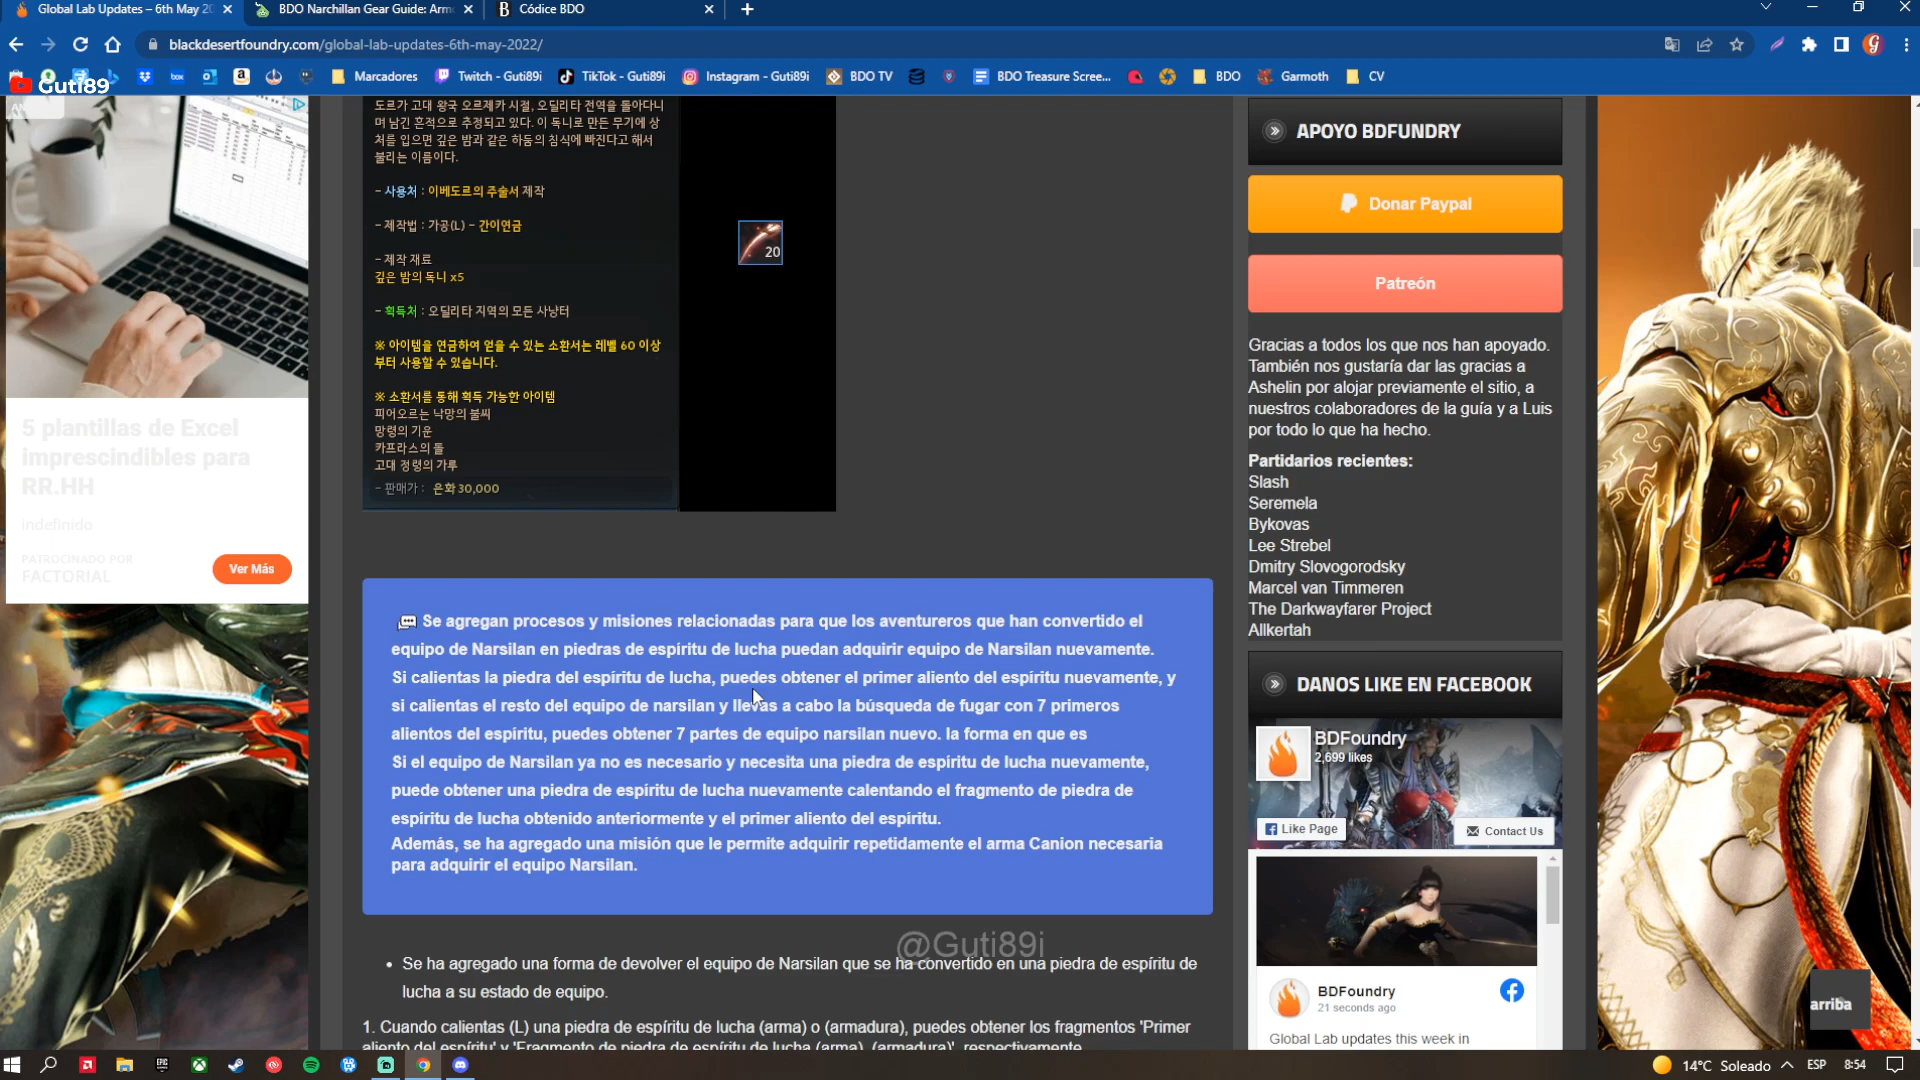 Global Lab Updates – 6th May 20
BDO Narchillan Gear Guide: Arm
Códice BDO
blackdesertfoundry.com/global-lab-updates-6th-may-2022/
Guti89
Marcadores
Twitch - Guti89i
TikTok - Guti89i
Instagram - Guti89i
BDO TV
BDO Treasure Scree...
BDO
Garmoth
CV
도르가 고대 왕국 오르제카 시절, 오딜리타 전역을 돌아다니
며 남긴 흔적으로 추정되고 있다. 이 독니로 만든 무기에 상
처를 입으면 깊은 밤과 같은 하둠의 침식에 빠진다고 해서
불리는 이름이다.
- 사용처 : 이베도르의 주술서 제작
- 제작법 : 가공(L) - 간이연금
- 제작 재료
깊은 밤의 독니 x5
- 획득처 : 오딜리타 지역의 모든 사냥터
※ 아이템을 연금하여 얻을 수 있는 소환서는 레벨 60 이상
부터 사용할 수 있습니다.
※ 소환서를 통해 획득 가능한 아이템
피어오르는 낙망의 불씨
망령의 기운
카프라스의 돌
고대 정령의 가루
- 판매가 : 은화 30,000
20
5 plantillas de Excel
imprescindibles para
RR.HH
indefinido
PATROCINADO POR
FACTORIAL
Ver Más
Se agregan procesos y misiones relacionadas para que los aventureros que han convertido el
equipo de Narsilan en piedras de espíritu de lucha puedan adquirir equipo de Narsilan nuevamente.
Si calientas la piedra del espíritu de lucha, puedes obtener el primer aliento del espíritu nuevamente, y
si calientas el resto del equipo de narsilan y llevas a cabo la búsqueda de fugar con 7 primeros
alientos del espíritu, puedes obtener 7 partes de equipo narsilan nuevo. la forma en que es
Si el equipo de Narsilan ya no es necesario y necesita una piedra de espíritu de lucha nuevamente,
puede obtener una piedra de espíritu de lucha nuevamente calentando el fragmento de piedra de
espíritu de lucha obtenido anteriormente y el primer aliento del espíritu.
Además, se ha agregado una misión que le permite adquirir repetidamente el arma Canion necesaria
para adquirir el equipo Narsilan.
@Guti89i
• Se ha agregado una forma de devolver el equipo de Narsilan que se ha convertido en una piedra de espíritu de
lucha a su estado de equipo.
1. Cuando calientas (L) una piedra de espíritu de lucha (arma) o (armadura), puedes obtener los fragmentos 'Primer
aliento del espíritu' y 'Fragmento de piedra de espíritu de lucha (arma), (armadura)', respectivamente.
APOYO BDFUNDRY
Donar Paypal
Patreón
Gracias a todos los que nos han apoyado.
También nos gustaría dar las gracias a
Ashelin por alojar previamente el sitio, a
nuestros colaboradores de la guía y a Luis
por todo lo que ha hecho.
Partidarios recientes:
Slash
Seremela
Bykovas
Lee Strebel
Dmitry Slovogorodsky
Marcel van Timmeren
The Darkwayfarer Project
Allkertah
DANOS LIKE EN FACEBOOK
BDFoundry
2,699 likes
Like Page
Contact Us
BDFoundry
21 seconds ago
Global Lab updates this week in
arriba
14°C Soleado
ESP
8:54